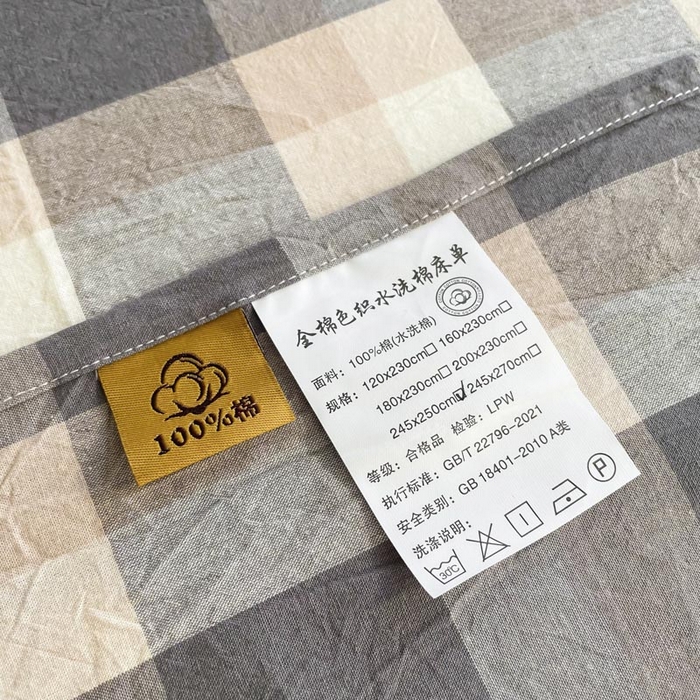 100%棉
全棉色织水洗棉床单
面料：100%棉(水洗棉)
规格：120x230cm□ 160x230cm□
180x230cm□ 200x230cm□
245x250cm☑ 245x270cm□
等级：合格品 检验：LPW
执行标准：GB/T 22796-2021
安全类别：GB 18401-2010 A类
洗涤说明：
30℃
P